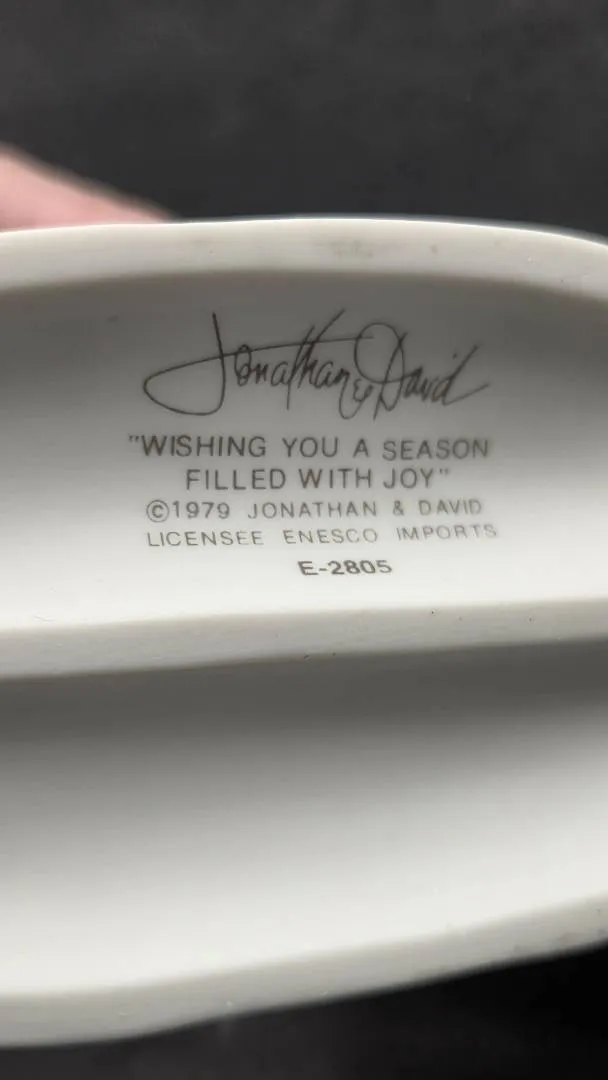 Jonathan & David
"WISHING YOU A SEASON
FILLED WITH JOY"
©1979 JONATHAN & DAVID
LICENSEE ENESCO IMPORTS
E-2805